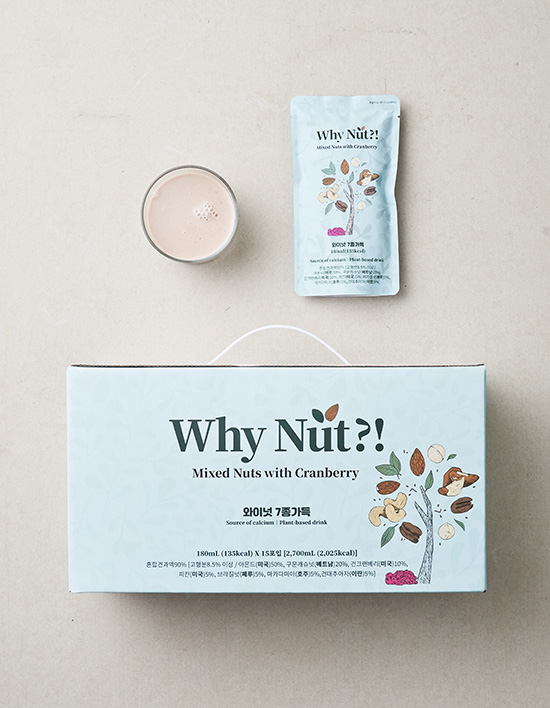 Why Nut?!
Mixed Nuts with Cranberry
와이넛 7종가득
180ml(135kcal)
Source of calcium | Plant-based drink
Why Nut?!
Mixed Nuts with Cranberry
와이넛 7종가득
Source of calcium | Plant-based drink
180mL (135kcal) X 15포입 [2,700mL (2,025kcal)]
혼합견과액90% [고형분8.5% 이상 / 아몬드(미국)50%, 구운캐슈넛(베트남)20%, 건크랜베리(미국)10%,
피칸(미국)5%, 브라질넛(페루)5%, 마카다미아(호주)5%,건대추야자(이란)5%]